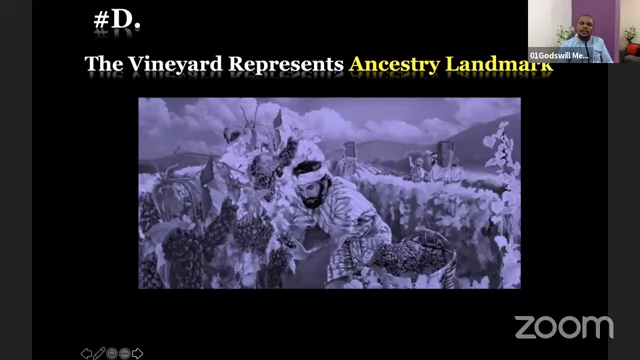 #D.
01Godswill Me...
The Vineyard Represents Ancestry Landmark
zoom